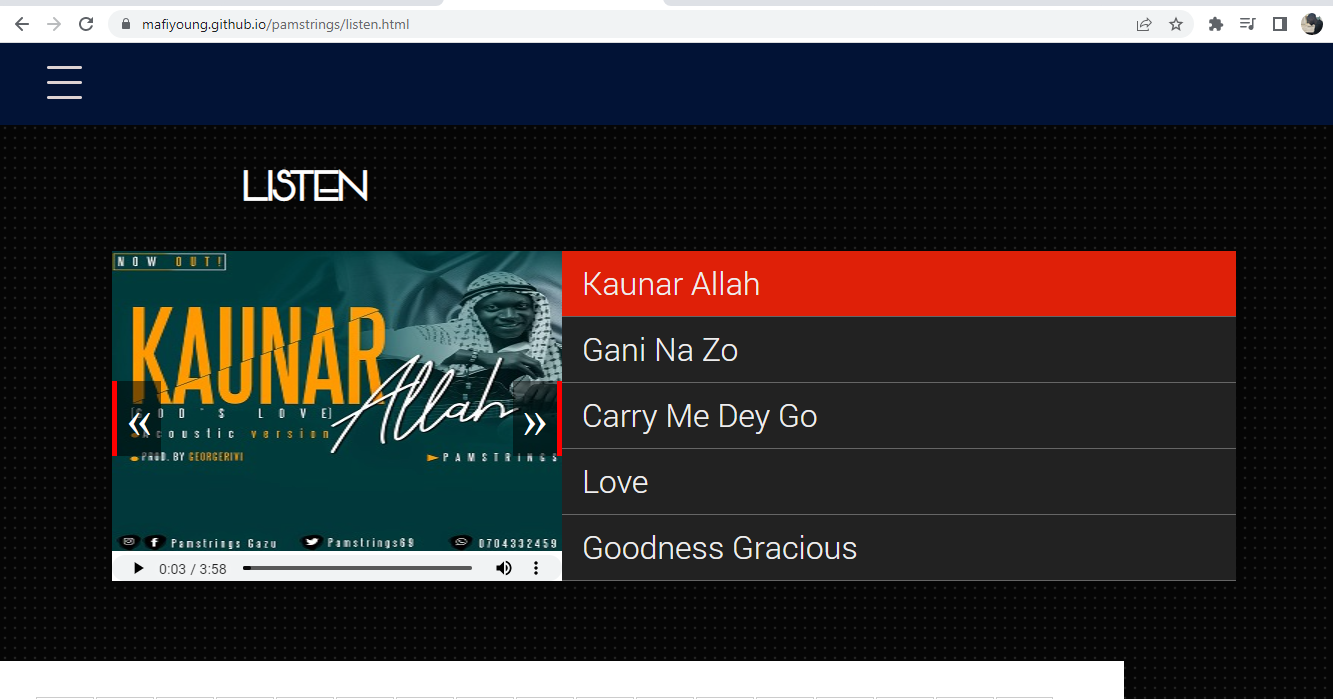 mafiyoung.github.io/pamstrings/listen.html
LISTEN
NOW OUT!
KAUNAR
Allah
[GOD'S LOVE]
Acoustic version
PROD. BY GEORGERIVI
PAMSTRINGS
Pamstrings Gazu
Pamstrings69
0704332459
0:03 / 3:58
Kaunar Allah
Gani Na Zo
Carry Me Dey Go
Love
Goodness Gracious